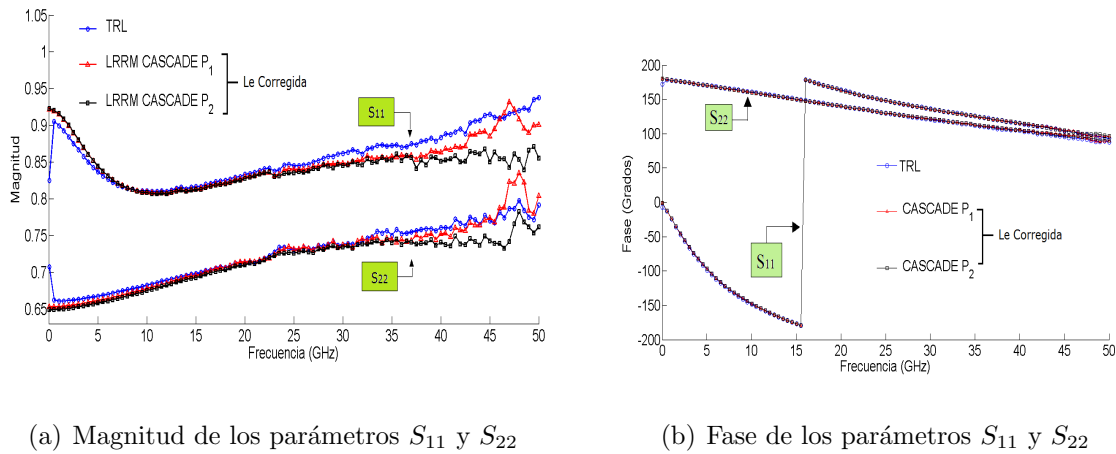 1.05
1
0.95
0.9
0.85
0.8
0.75
0.7
0.65
Magnitud
TRL
LRRM CASCADE P1
LRRM CASCADE P2
Le Corregida
S11
S22
0 5 10 15 20 25 30 35 40 45 50
Frecuencia (GHz)
(a) Magnitud de los parámetros S11 y S22
200
150
100
50
0
-50
-100
-150
-200
Fase (Grados)
S22
S11
TRL
CASCADE P1
CASCADE P2
Le Corregida
0 5 10 15 20 25 30 35 40 45 50
Frecuencia (GHz)
(b) Fase de los parámetros S11 y S22